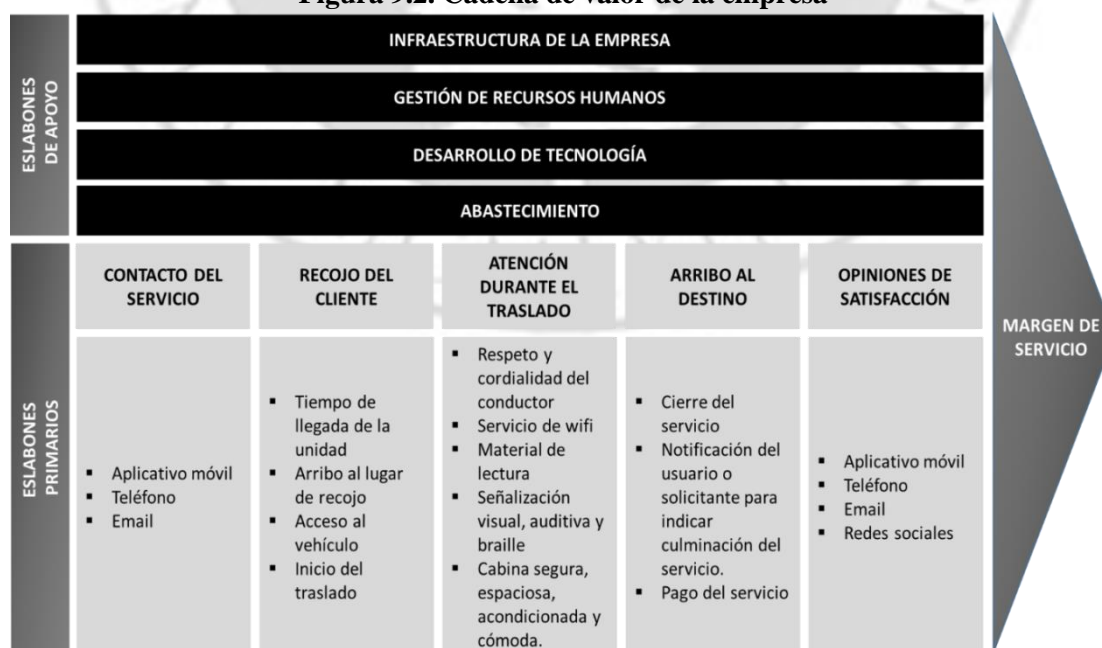 Figura 9.2. Cadena de valor de la empresa
ESLABONES
DE APOYO
INFRAESTRUCTURA DE LA EMPRESA
GESTIÓN DE RECURSOS HUMANOS
DESARROLLO DE TECNOLOGÍA
ABASTECIMIENTO
ESLABONES
PRIMARIOS
CONTACTO DEL
SERVICIO
▪ Aplicativo móvil
▪ Teléfono
▪ Email
RECOJO DEL
CLIENTE
▪ Tiempo de
llegada de la
unidad
▪ Arribo al lugar
de recojo
▪ Acceso al
vehículo
▪ Inicio del
traslado
ATENCIÓN
DURANTE EL
TRASLADO
▪ Respeto y
cordialidad del
conductor
▪ Servicio de wifi
▪ Material de
lectura
▪ Señalización
visual, auditiva y
braille
▪ Cabina segura,
espaciosa,
acondicionada y
cómoda.
ARRIBO AL
DESTINO
▪ Cierre del
servicio
▪ Notificación del
usuario o
solicitante para
indicar
culminación del
servicio.
▪ Pago del servicio
OPINIONES DE
SATISFACCIÓN
▪ Aplicativo móvil
▪ Teléfono
▪ Email
▪ Redes sociales
MARGEN DE
SERVICIO